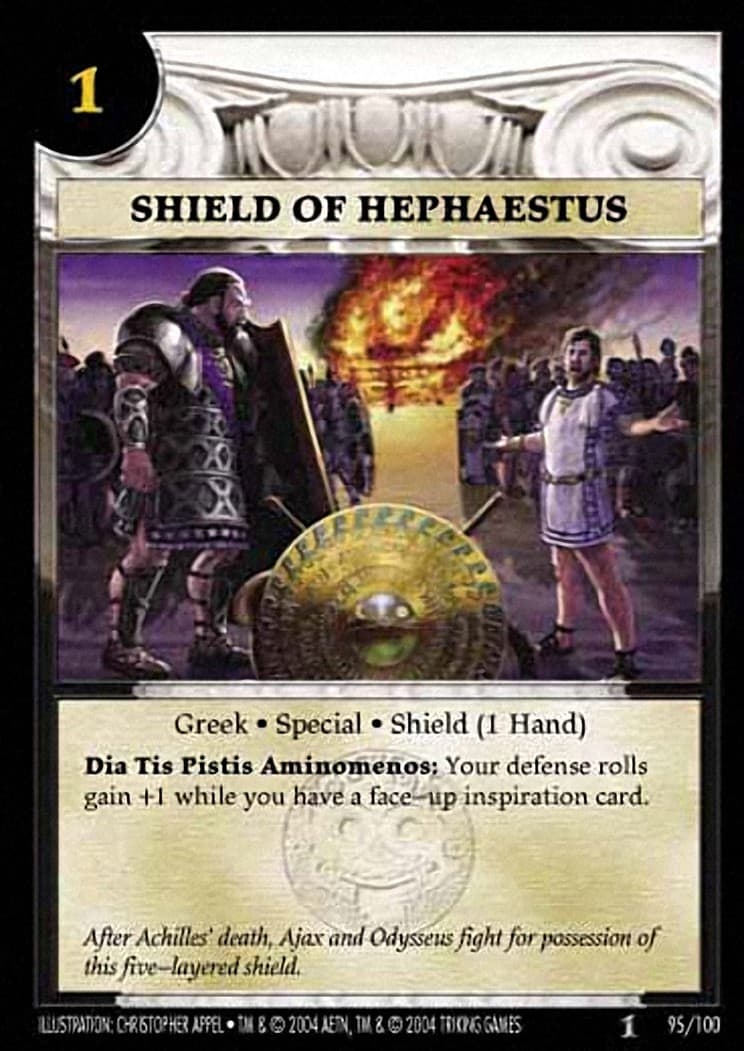 1
SHIELD OF HEPHAESTUS
Greek • Special • Shield (1 Hand)
Dia Tis Pistis Aminomenos: Your defense rolls
gain +1 while you have a face-up inspiration card.
After Achilles' death, Ajax and Odysseus fight for possession of
this five-layered shield.
ILLUSTRATION: CHRISTOPHER APPEL • TM & © 2004 AETN, TM & © 2004 TRIKING GAMES 1 95/100